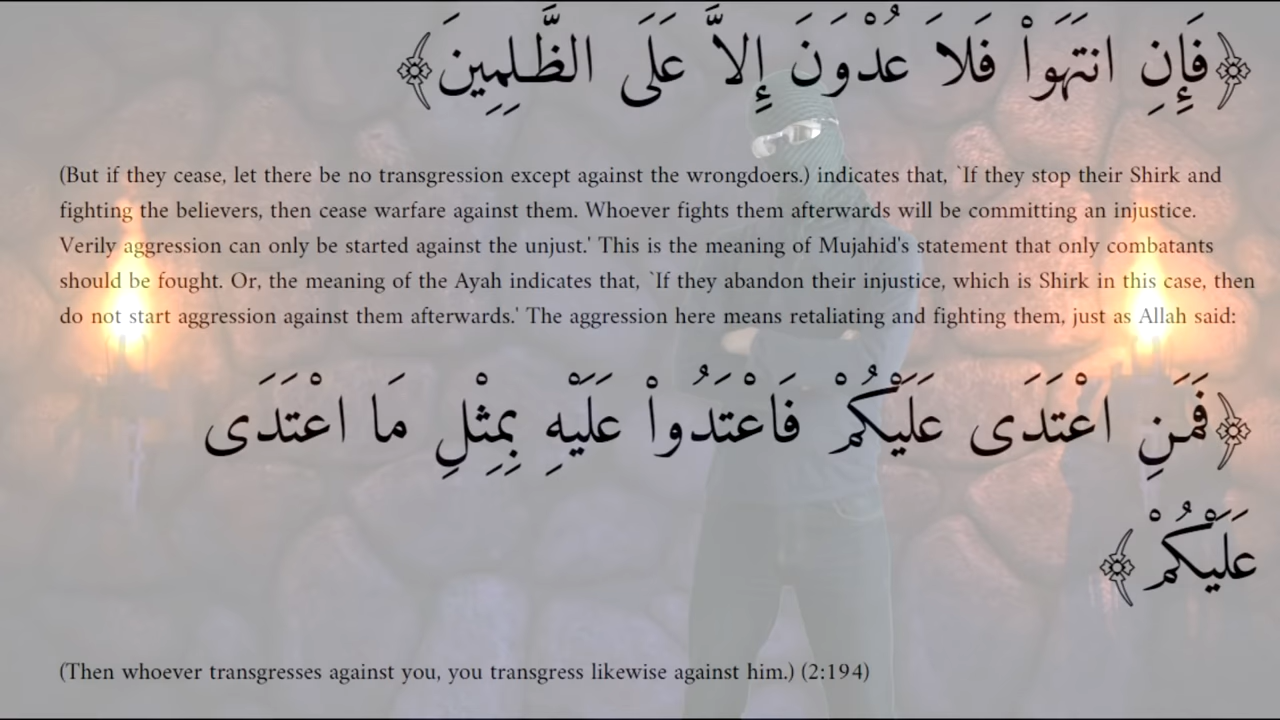 ﴿فَإِنِ انتَهَواْ فَلاَ عُدْوَنَ إِلاَّ عَلَى الظَّـلِمِينَ﴾
(But if they cease, let there be no transgression except against the wrongdoers.) indicates that, `If they stop their Shirk and
fighting the believers, then cease warfare against them. Whoever fights them afterwards will be committing an injustice.
Verily aggression can only be started against the unjust.' This is the meaning of Mujahid's statement that only combatants
should be fought. Or, the meaning of the Ayah indicates that, `If they abandon their injustice, which is Shirk in this case, then
do not start aggression against them afterwards.' The aggression here means retaliating and fighting them, just as Allah said:
﴿فَمَنِ اعْتَدَى عَلَيْكُمْ فَاعْتَدُواْ عَلَيْهِ بِمِثْلِ مَا اعْتَدَى
عَلَيْكُمْ﴾
(Then whoever transgresses against you, you transgress likewise against him.) (2:194)